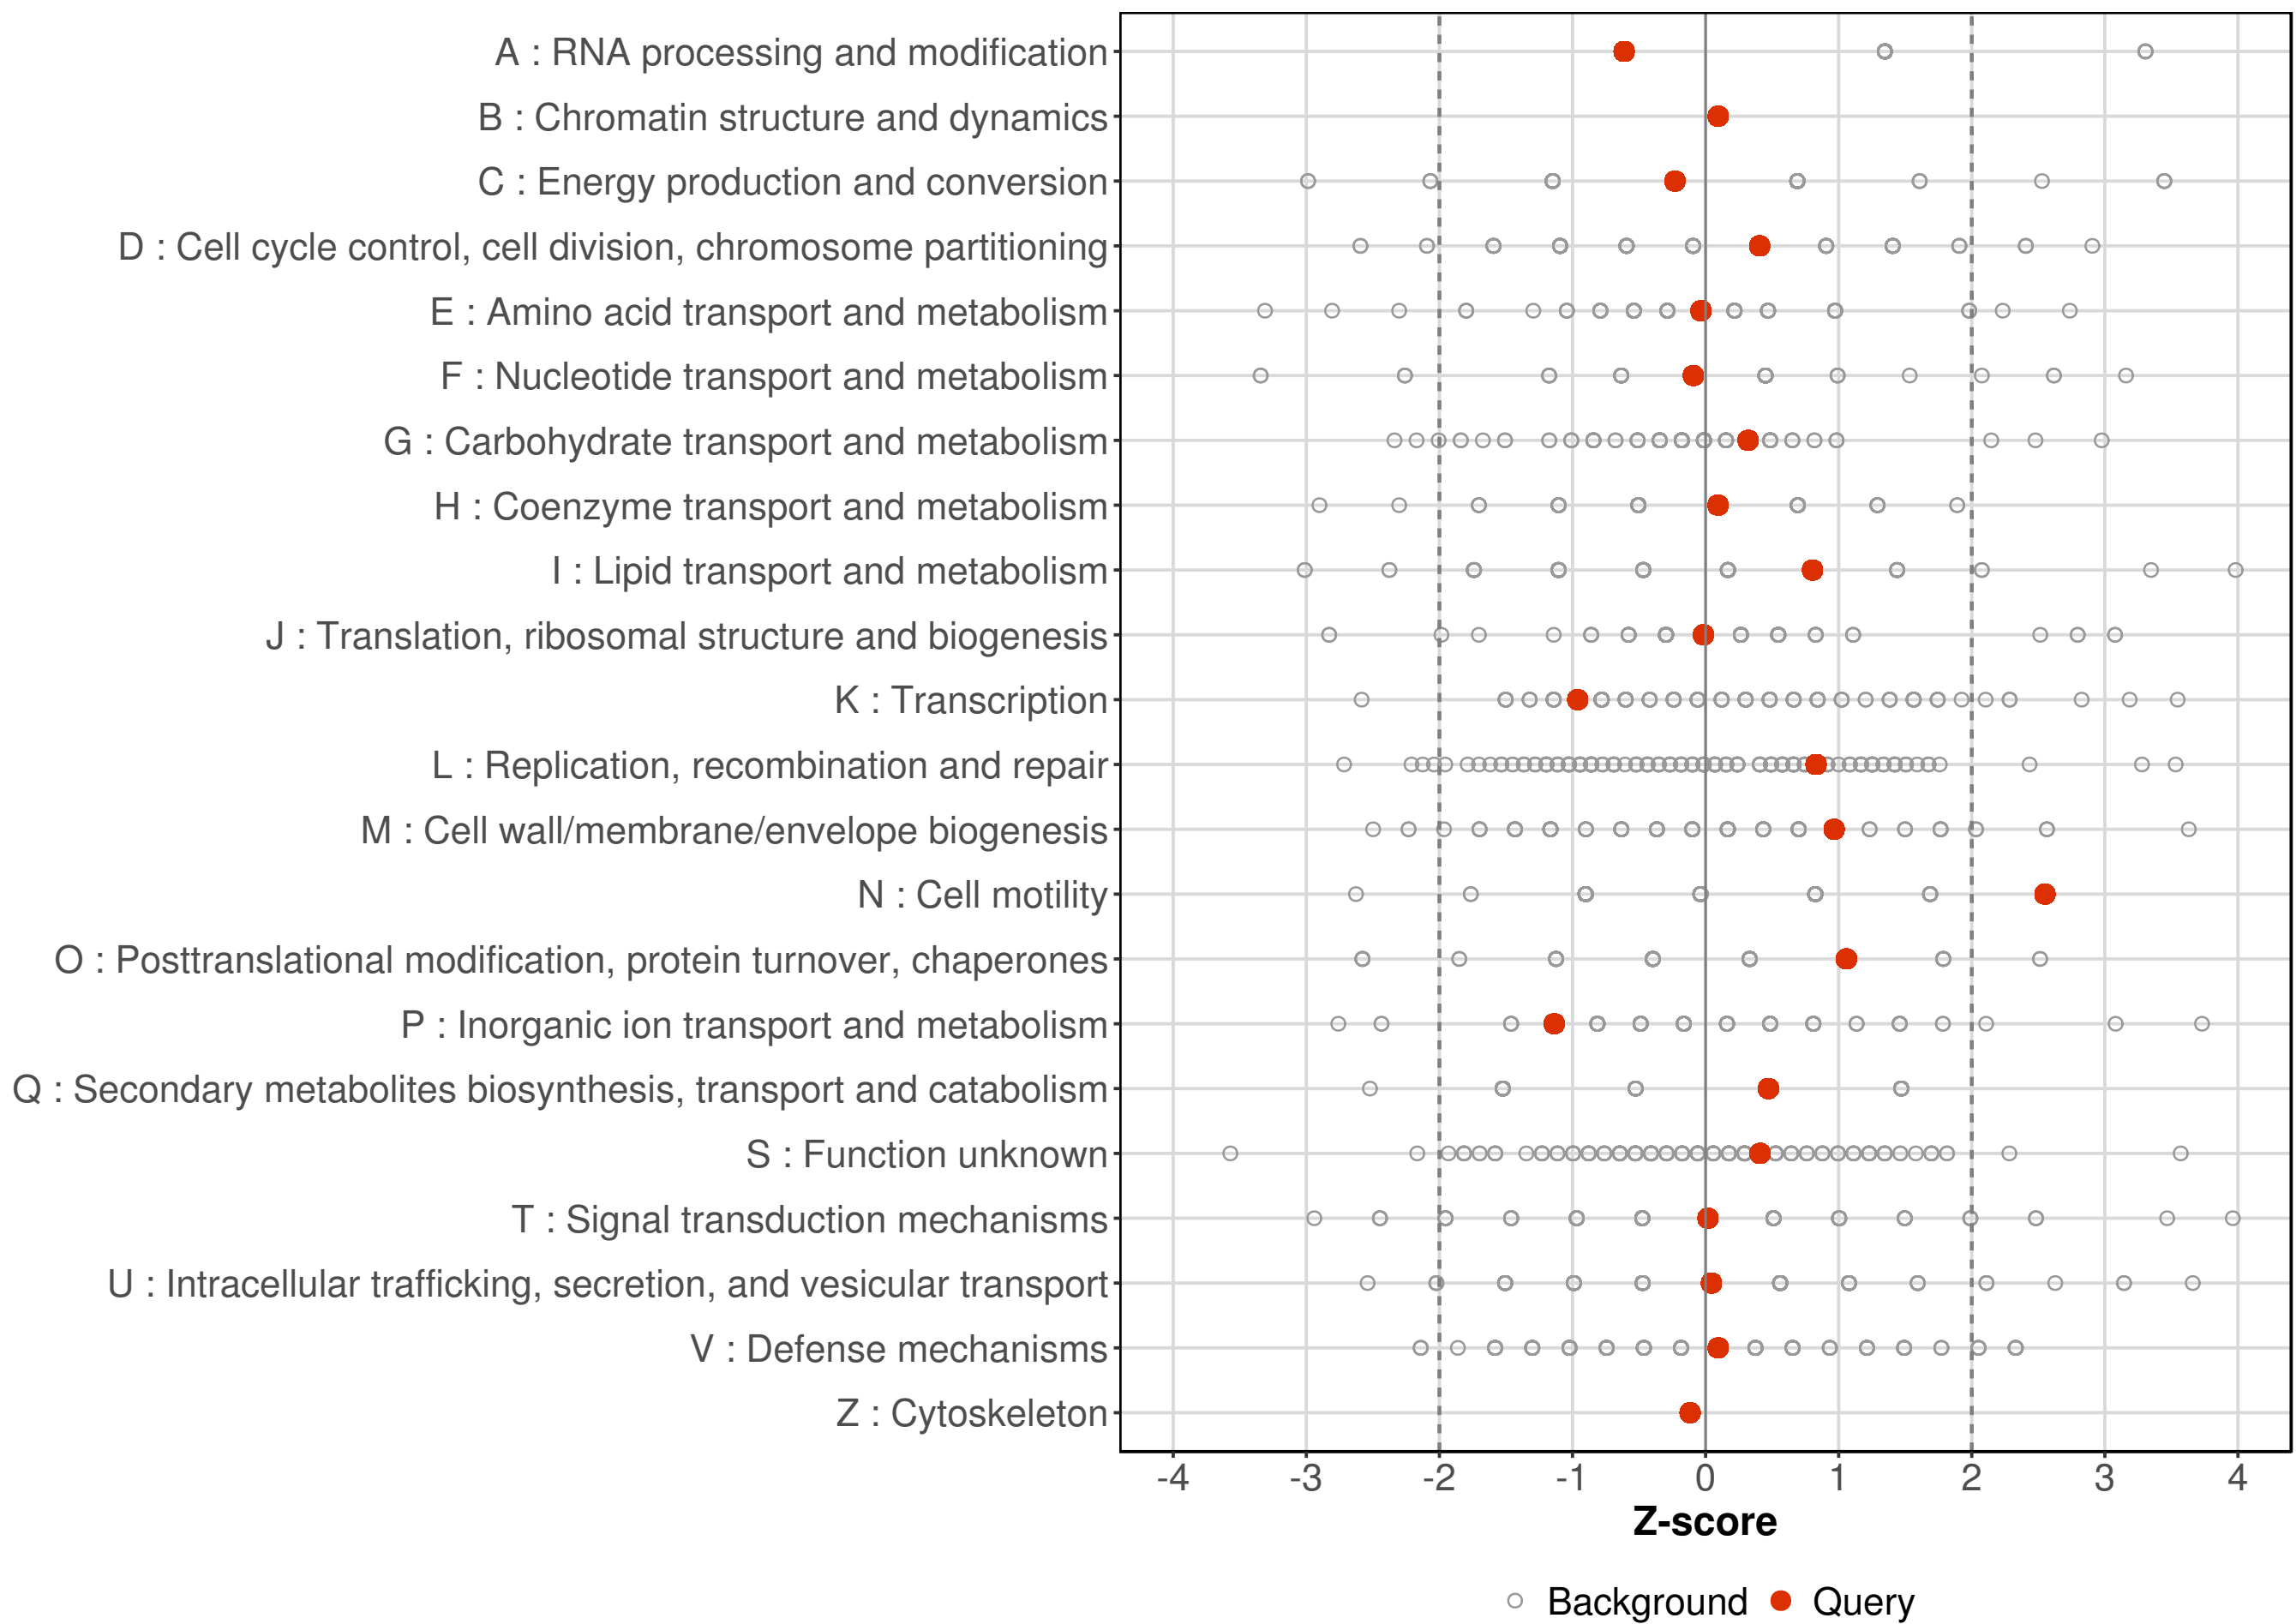 A : RNA processing and modification
B : Chromatin structure and dynamics
C : Energy production and conversion
D : Cell cycle control, cell division, chromosome partitioning
E : Amino acid transport and metabolism
F : Nucleotide transport and metabolism
G : Carbohydrate transport and metabolism
H : Coenzyme transport and metabolism
I : Lipid transport and metabolism
J : Translation, ribosomal structure and biogenesis
K : Transcription
L : Replication, recombination and repair
M : Cell wall/membrane/envelope biogenesis
N : Cell motility
O : Posttranslational modification, protein turnover, chaperones
P : Inorganic ion transport and metabolism
Q : Secondary metabolites biosynthesis, transport and catabolism
S : Function unknown
T : Signal transduction mechanisms
U : Intracellular trafficking, secretion, and vesicular transport
V : Defense mechanisms
Z : Cytoskeleton
-4 -3 -2 -1 0 1 2 3 4
Z-score
Background Query